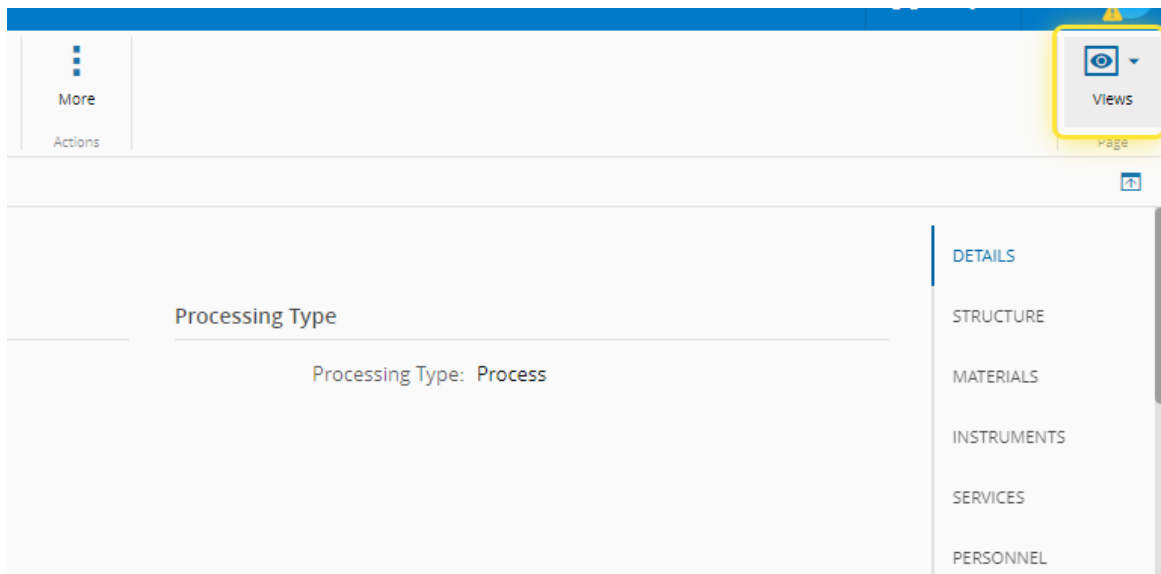 More
Views
Actions
Page
DETAILS
STRUCTURE
Processing Type
Processing Type: Process
MATERIALS
INSTRUMENTS
SERVICES
PERSONNEL